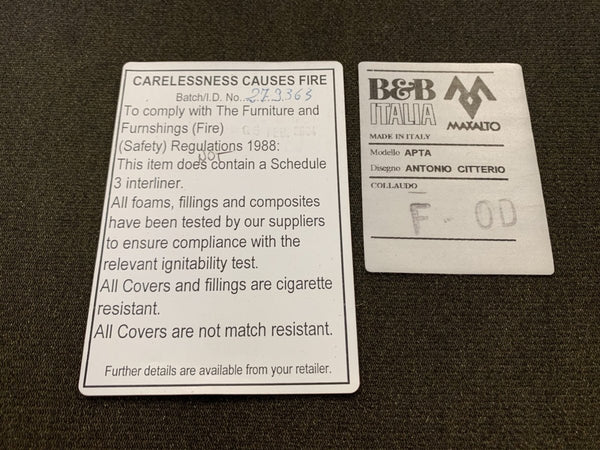 CARELESSNESS CAUSES FIRE
Batch/I.D. No. 279363
To comply with The Furniture and
Furnshings (Fire)
(Safety) Regulations 1988:
NOT
This item does contain a Schedule
3 interliner.
All foams, fillings and composites
have been tested by our suppliers
to ensure compliance with the
relevant ignitability test.
All Covers and fillings are cigarette
resistant.
All Covers are not match resistant.
Further details are available from your retailer.
B&B
ITALIA
MAXALTO
MADE IN ITALY
Modello APTA
Disegno ANTONIO CITTERIO
COLLAUDO
F - OD